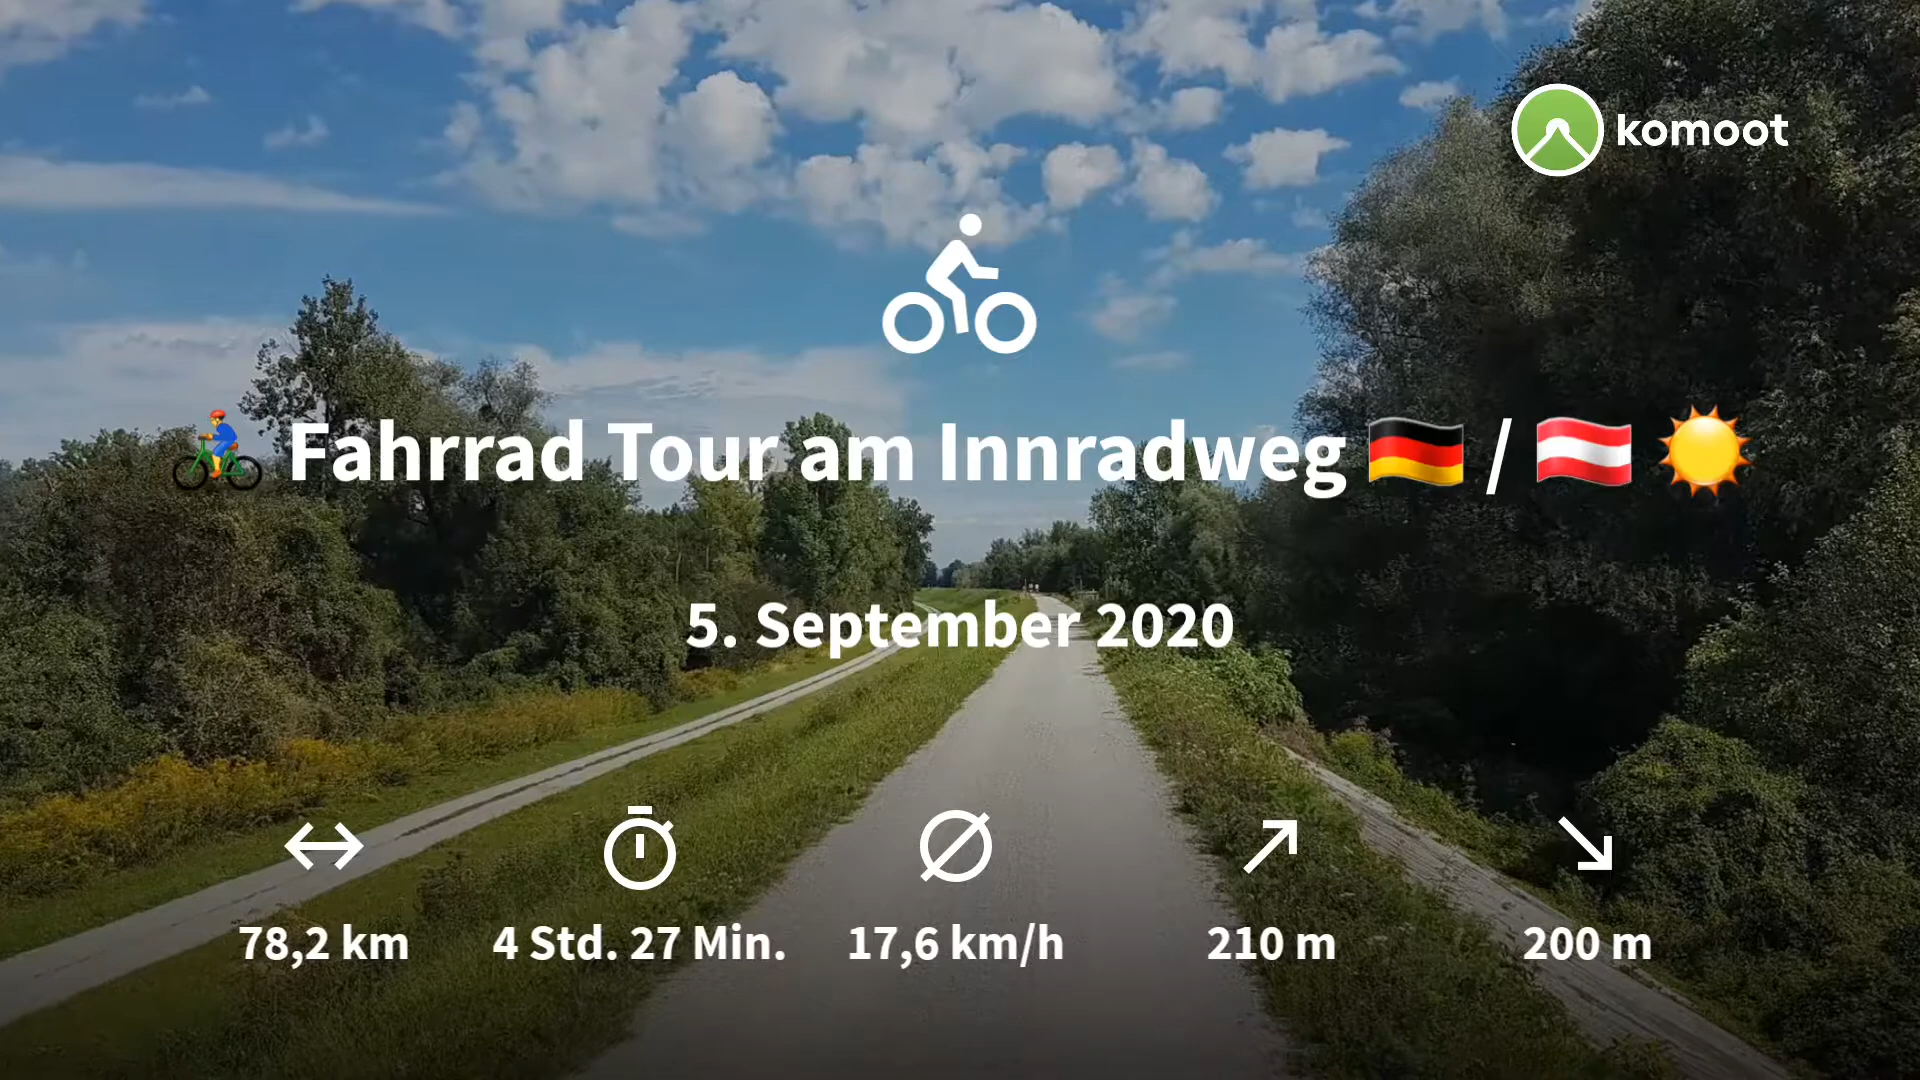 komoot
🚴‍♂️ Fahrrad Tour am Innradweg 🇩🇪 / 🇦🇹 ☀️
5. September 2020
78,2 km 4 Std. 27 Min. 17,6 km/h 210 m 200 m